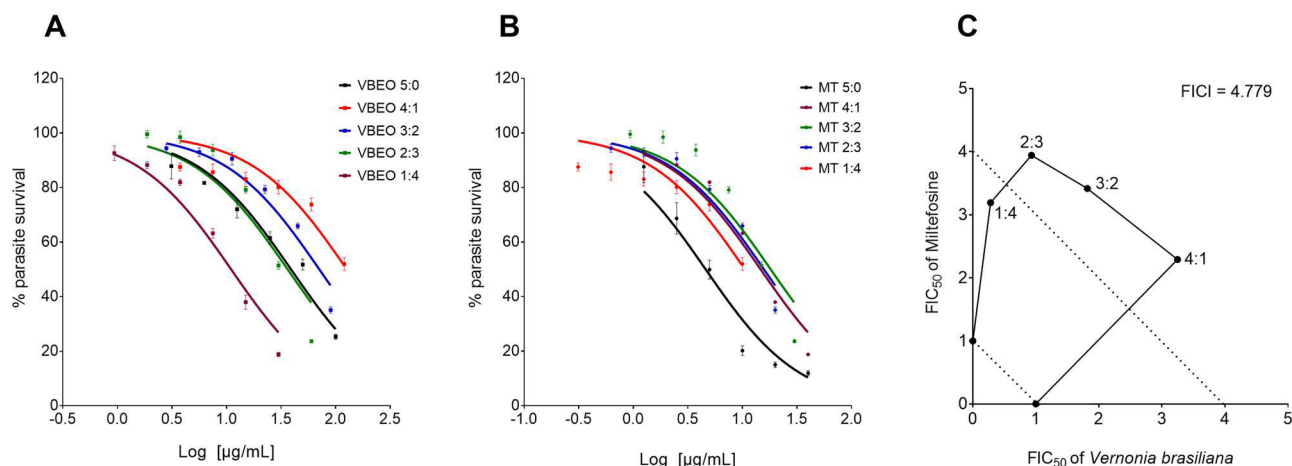 A
% parasite survival
120
100
80
60
40
20
0
-0.5
0.0
0.5
1.0
1.5
2.0
2.5
Log [µg/mL]
VBEO 5:0
VBEO 4:1
VBEO 3:2
VBEO 2:3
VBEO 1:4
B
% parasite survival
120
100
80
60
40
20
0
-1.0
-0.5
0.0
0.5
1.0
1.5
2.0
Log [µg/mL]
MT 5:0
MT 4:1
MT 3:2
MT 2:3
MT 1:4
C
FICI = 4.779
FIC50 of Miltefosine
5
4
3
2
1
0
0
1
2
3
4
5
2:3
3:2
1:4
4:1
FIC50 of Vernonia brasiliana